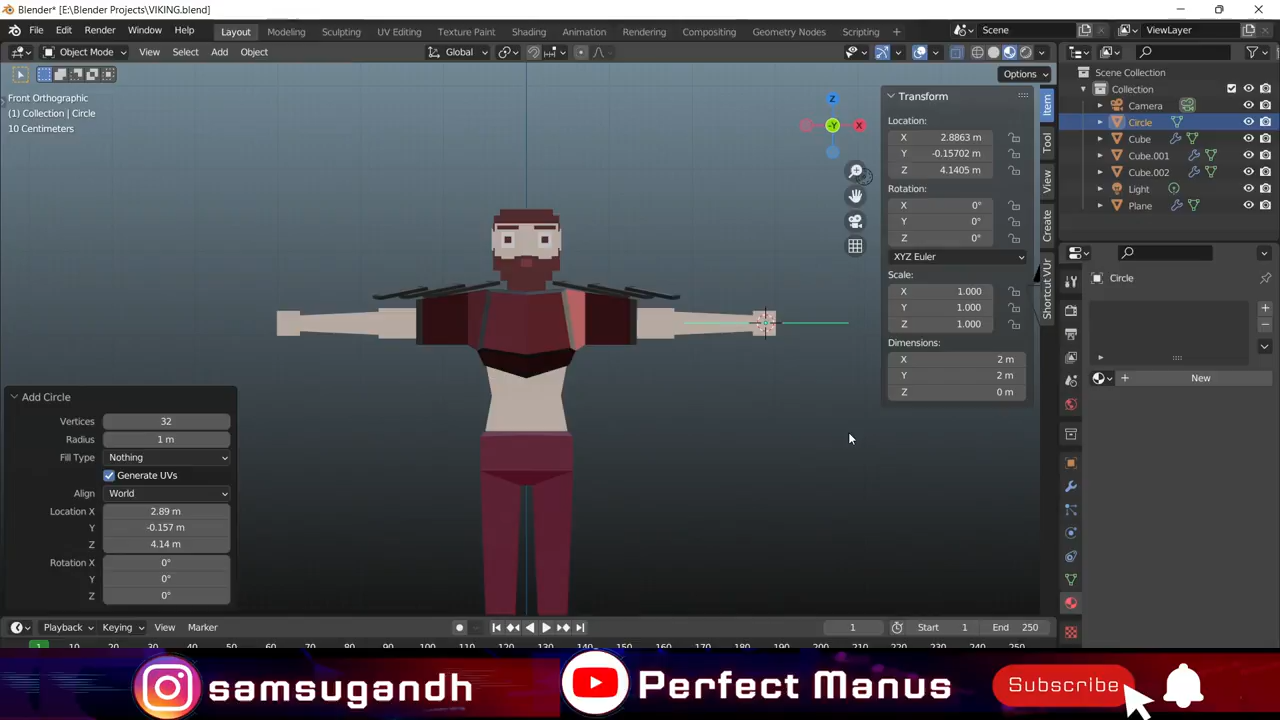 Blender* [E:\Blender Projects\VIKING.blend]
File Edit Render Window Help Layout Modeling Sculpting UV Editing Texture Paint Shading Animation Rendering Compositing Geometry Nodes Scripting + Scene ViewLayer
Object Mode View Select Add Object Global
Options
Front Orthographic
(1) Collection | Circle
10 Centimeters
Z
X
-Y
Transform
Location:
X 2.8863 m
Y -0.15702 m
Z 4.1405 m
Rotation:
X 0°
Y 0°
Z 0°
XYZ Euler
Scale:
X 1.000
Y 1.000
Z 1.000
Dimensions:
X 2 m
Y 2 m
Z 0 m
Item
Tool
View
Create
Shortcut VUr
Scene Collection
Collection
Camera
Circle
Cube
Cube.001
Cube.002
Light
Plane
Circle
+ New
Add Circle
Vertices 32
Radius 1 m
Fill Type Nothing
Generate UVs
Align World
Location X 2.89 m
Y -0.157 m
Z 4.14 m
Rotation X 0°
Y 0°
Z 0°
Playback Keying View Marker 1 Start 1 End 250
samsugandh Perfect Manus Subscribe